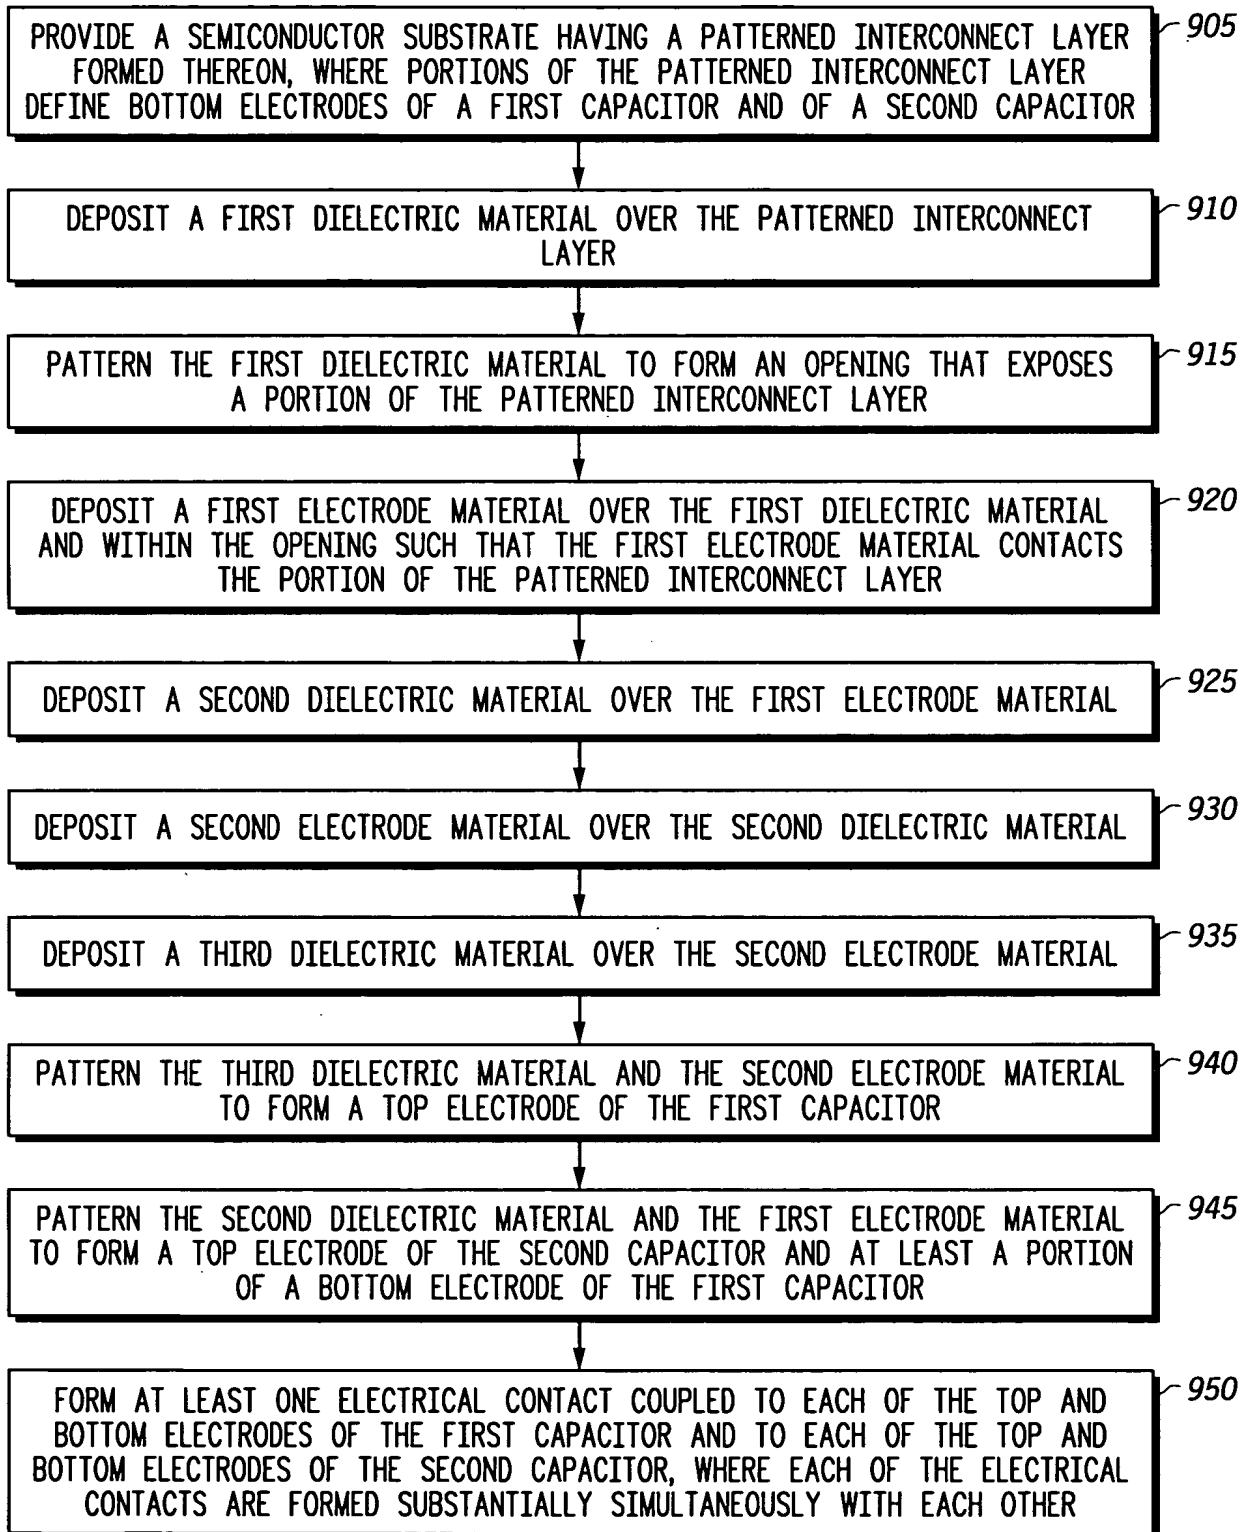 PROVIDE A SEMICONDUCTOR SUBSTRATE HAVING A PATTERNED INTERCONNECT LAYER
FORMED THEREON, WHERE PORTIONS OF THE PATTERNED INTERCONNECT LAYER
DEFINE BOTTOM ELECTRODES OF A FIRST CAPACITOR AND OF A SECOND CAPACITOR
905
DEPOSIT A FIRST DIELECTRIC MATERIAL OVER THE PATTERNED INTERCONNECT
LAYER
910
PATTERN THE FIRST DIELECTRIC MATERIAL TO FORM AN OPENING THAT EXPOSES
A PORTION OF THE PATTERNED INTERCONNECT LAYER
915
DEPOSIT A FIRST ELECTRODE MATERIAL OVER THE FIRST DIELECTRIC MATERIAL
AND WITHIN THE OPENING SUCH THAT THE FIRST ELECTRODE MATERIAL CONTACTS
THE PORTION OF THE PATTERNED INTERCONNECT LAYER
920
DEPOSIT A SECOND DIELECTRIC MATERIAL OVER THE FIRST ELECTRODE MATERIAL
925
DEPOSIT A SECOND ELECTRODE MATERIAL OVER THE SECOND DIELECTRIC MATERIAL
930
DEPOSIT A THIRD DIELECTRIC MATERIAL OVER THE SECOND ELECTRODE MATERIAL
935
PATTERN THE THIRD DIELECTRIC MATERIAL AND THE SECOND ELECTRODE MATERIAL
TO FORM A TOP ELECTRODE OF THE FIRST CAPACITOR
940
PATTERN THE SECOND DIELECTRIC MATERIAL AND THE FIRST ELECTRODE MATERIAL
TO FORM A TOP ELECTRODE OF THE SECOND CAPACITOR AND AT LEAST A PORTION
OF A BOTTOM ELECTRODE OF THE FIRST CAPACITOR
945
FORM AT LEAST ONE ELECTRICAL CONTACT COUPLED TO EACH OF THE TOP AND
BOTTOM ELECTRODES OF THE FIRST CAPACITOR AND TO EACH OF THE TOP AND
BOTTOM ELECTRODES OF THE SECOND CAPACITOR, WHERE EACH OF THE ELECTRICAL
CONTACTS ARE FORMED SUBSTANTIALLY SIMULTANEOUSLY WITH EACH OTHER
950